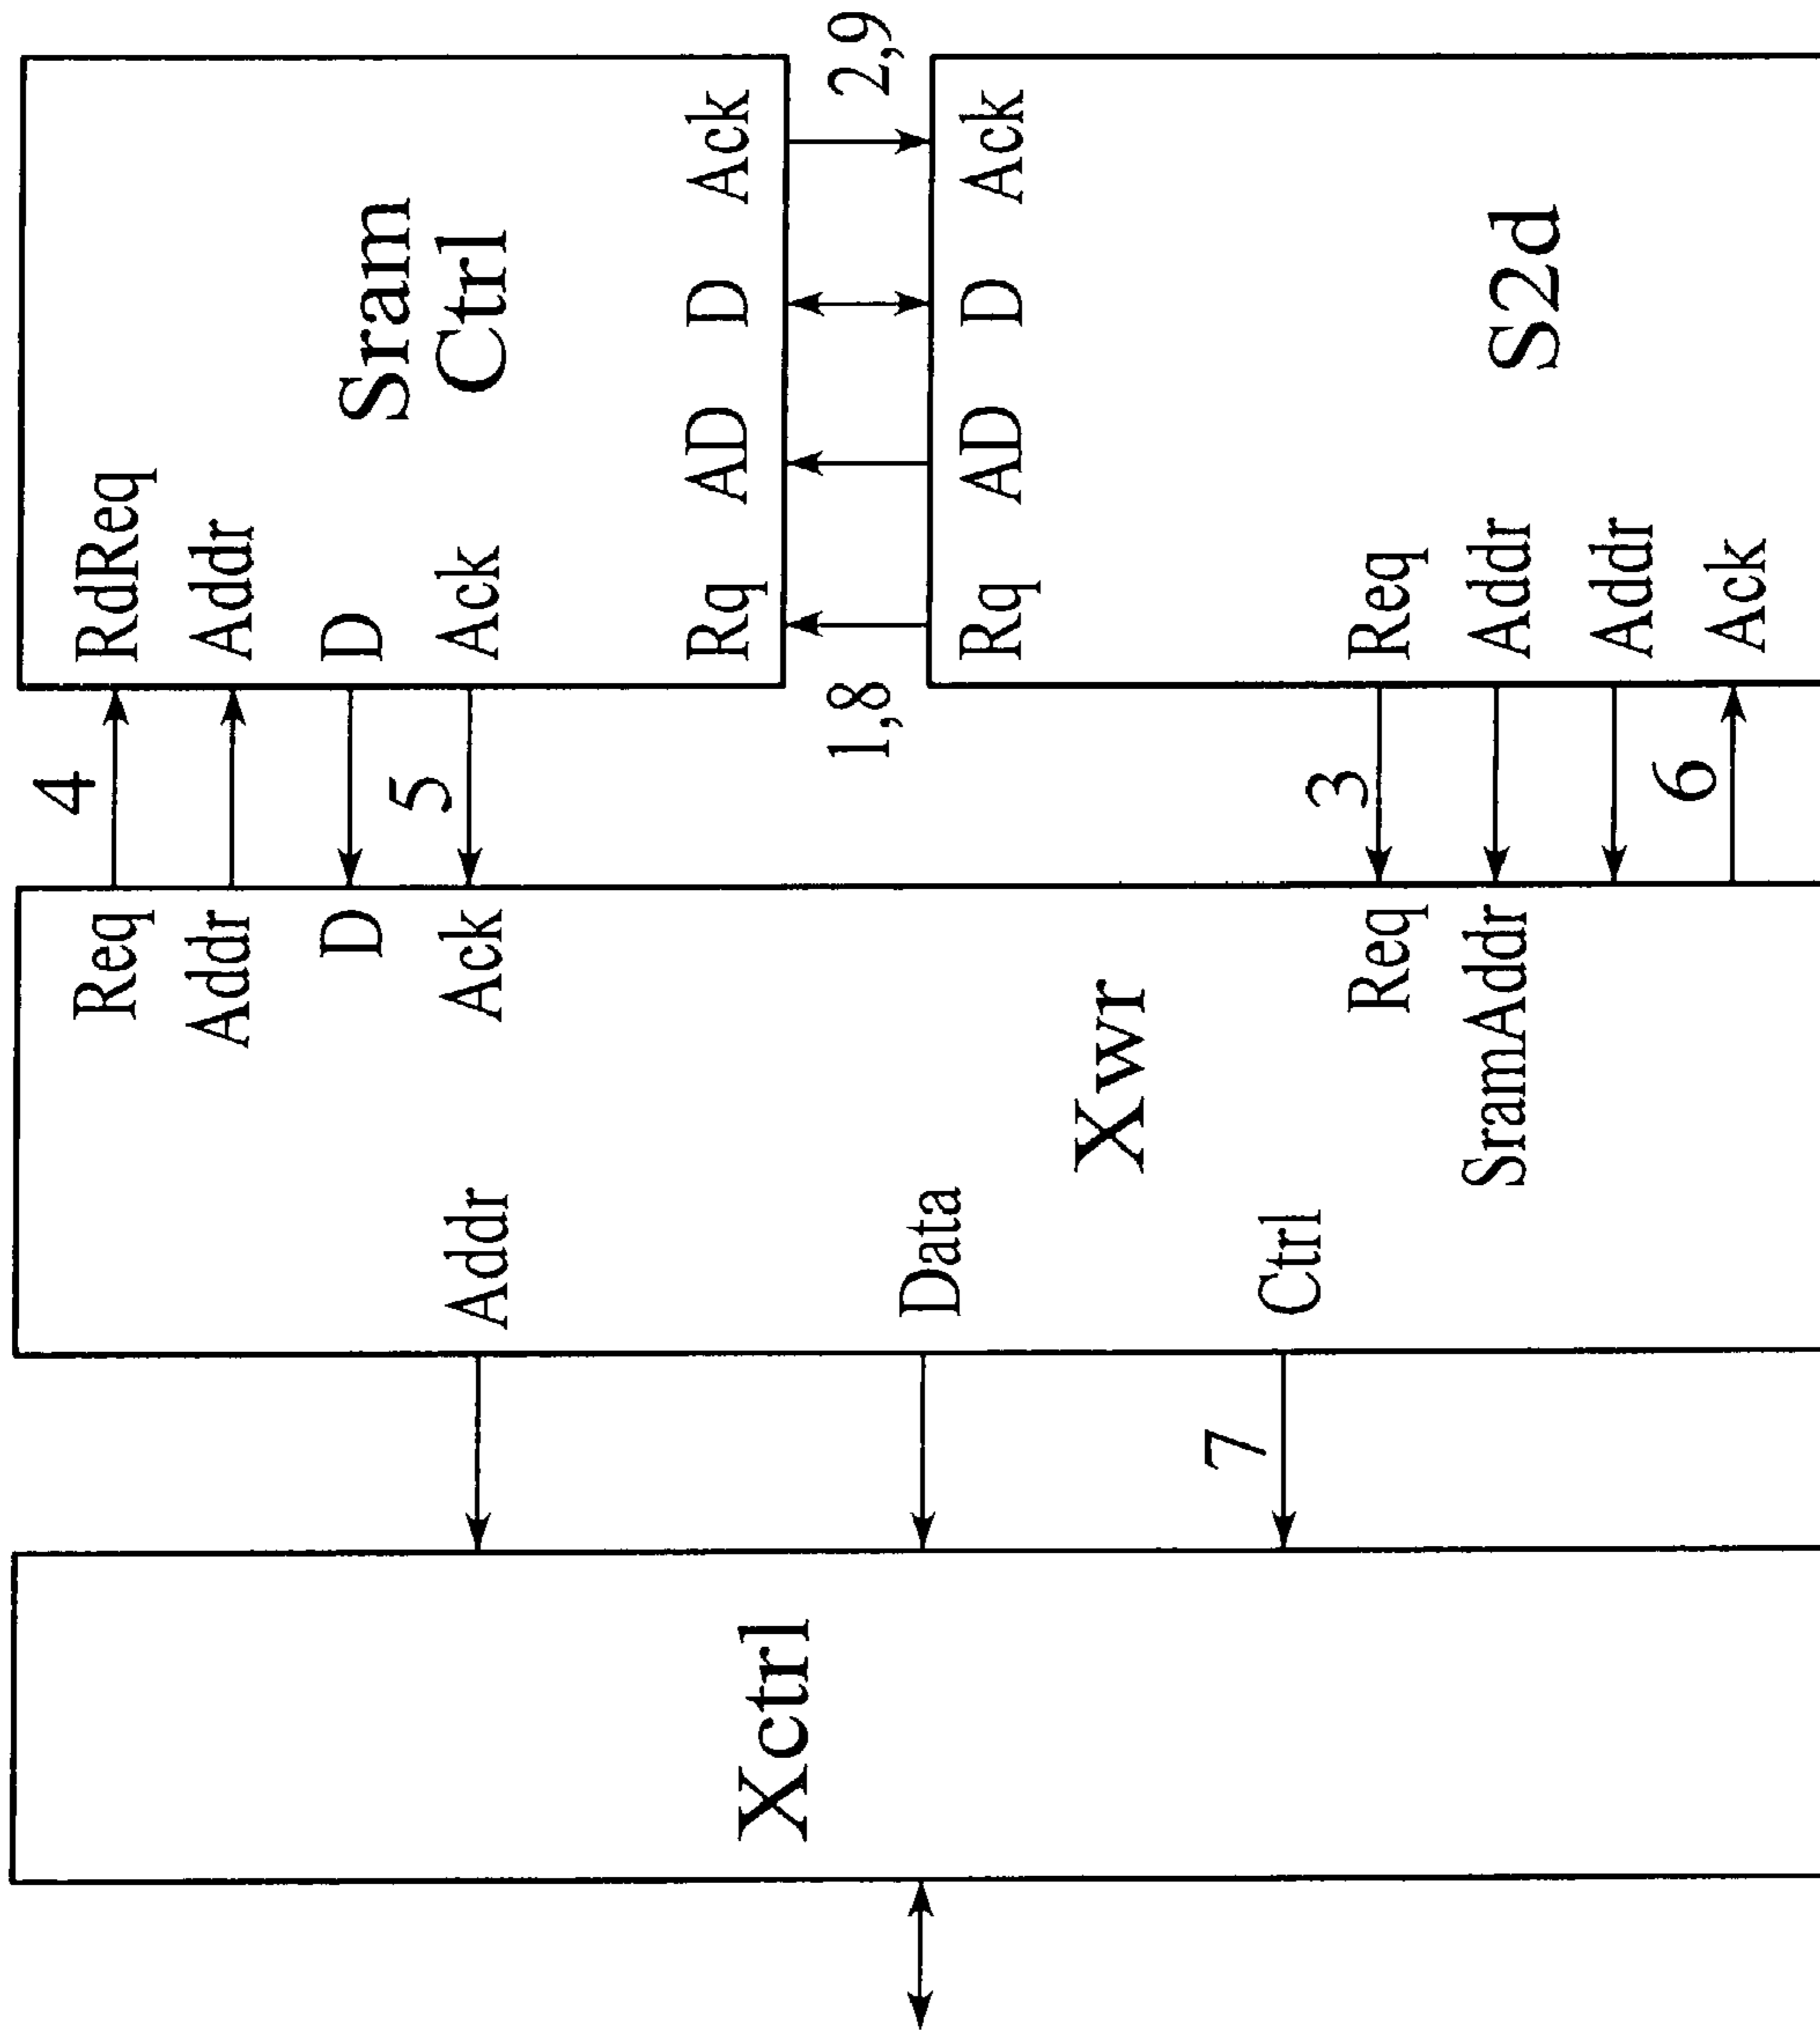 4
Req RdReq
Addr Addr
D D
Sram
5
Addr Ack Ack Ctrl
Rq AD D Ack
Xctrl
1,8 2,9
Data
Rq AD D Ack
Xwr
7
Ctrl
3
Req Req
SramAddr Addr S2d
Addr
6
Ack